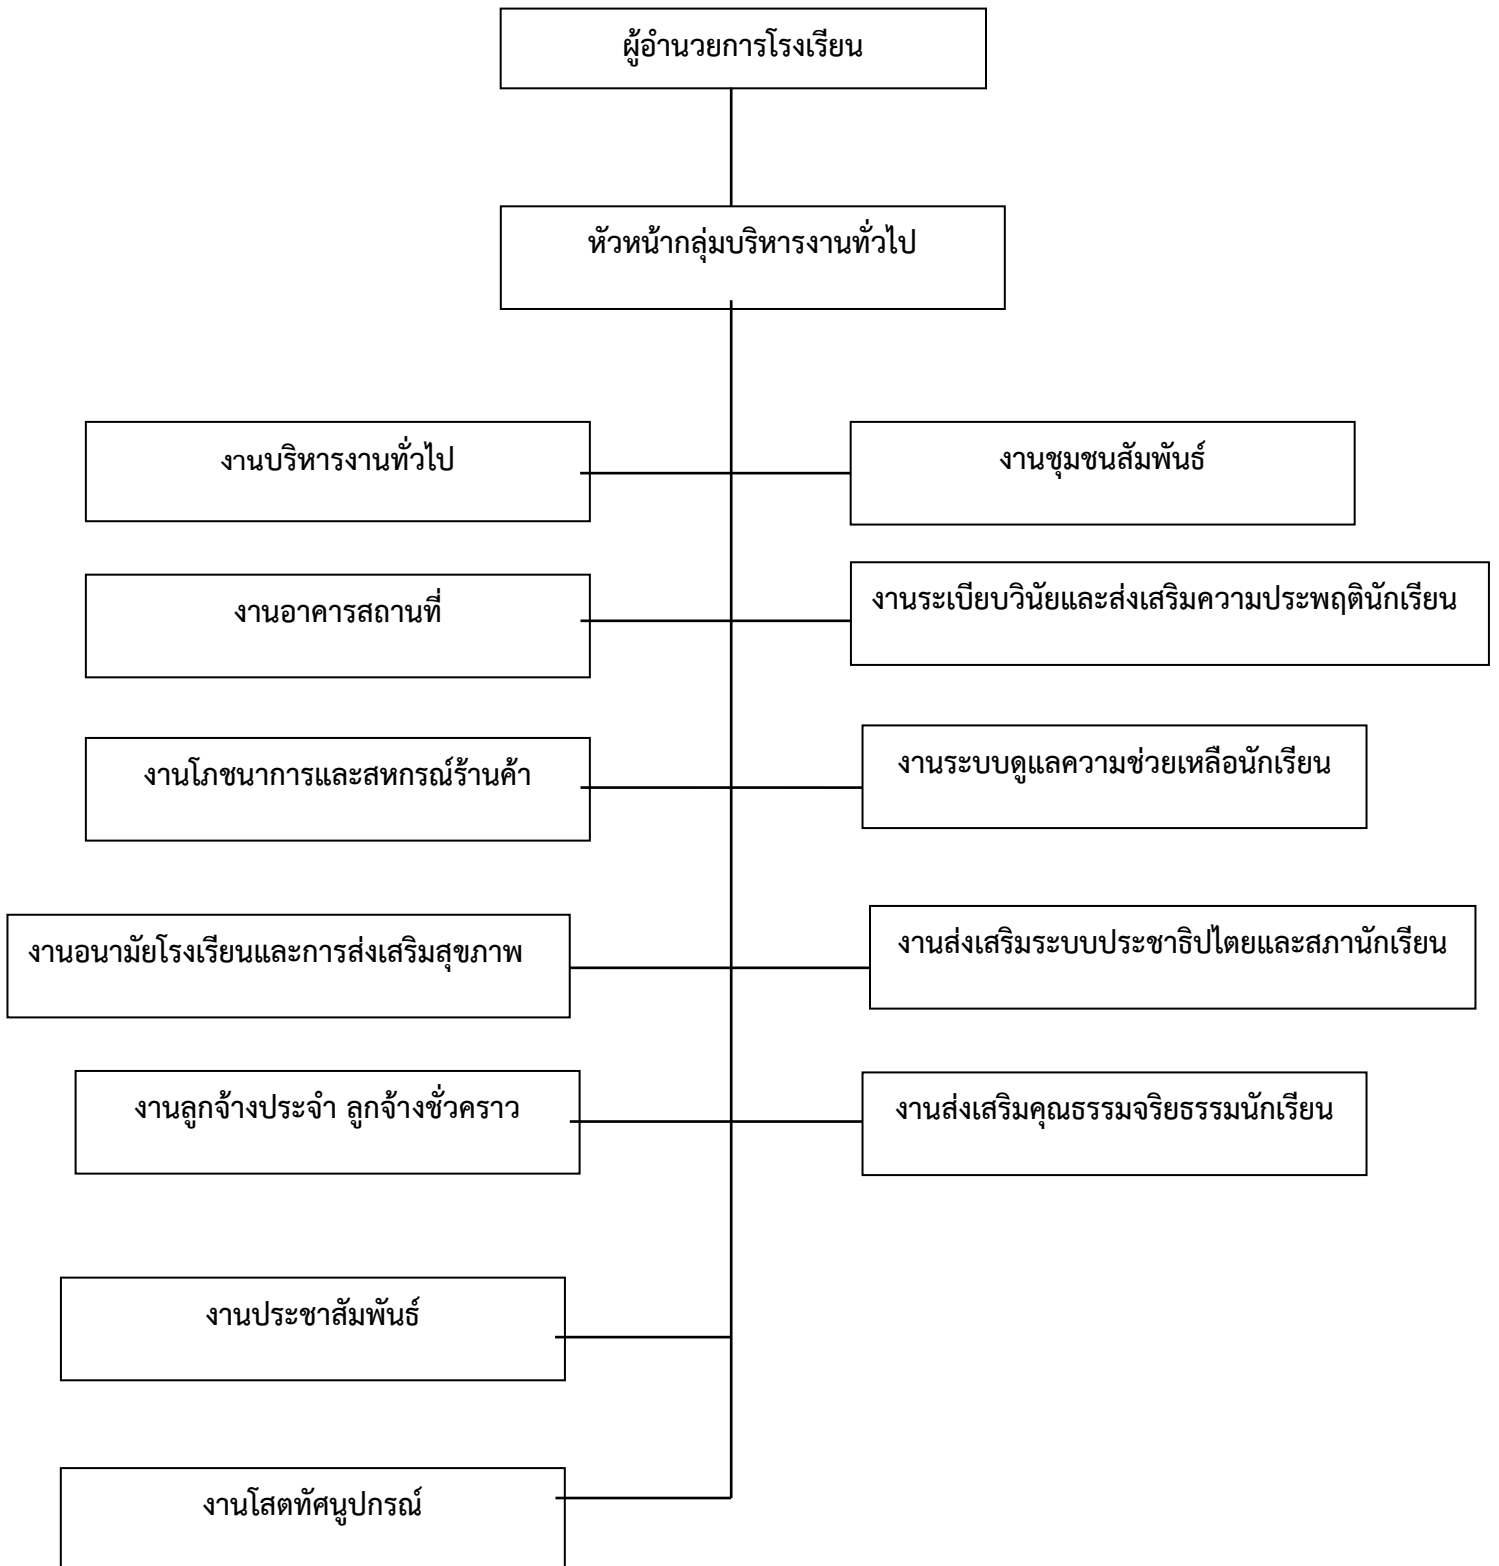 ผู้อำนวยการโรงเรียน
หัวหน้ากลุ่มบริหารงานทั่วไป
งานบริหารงานทั่วไป
งานชุมชนสัมพันธ์
งานอาคารสถานที่
งานระเบียบวินัยและส่งเสริมความประพฤตินักเรียน
งานโภชนาการและสหกรณ์ร้านค้า
งานระบบดูแลความช่วยเหลือนักเรียน
งานอนามัยโรงเรียนและการส่งเสริมสุขภาพ
งานส่งเสริมระบบประชาธิปไตยและสภานักเรียน
งานลูกจ้างประจำ ลูกจ้างชั่วคราว
งานส่งเสริมคุณธรรมจริยธรรมนักเรียน
งานประชาสัมพันธ์
งานโสตทัศนูปกรณ์